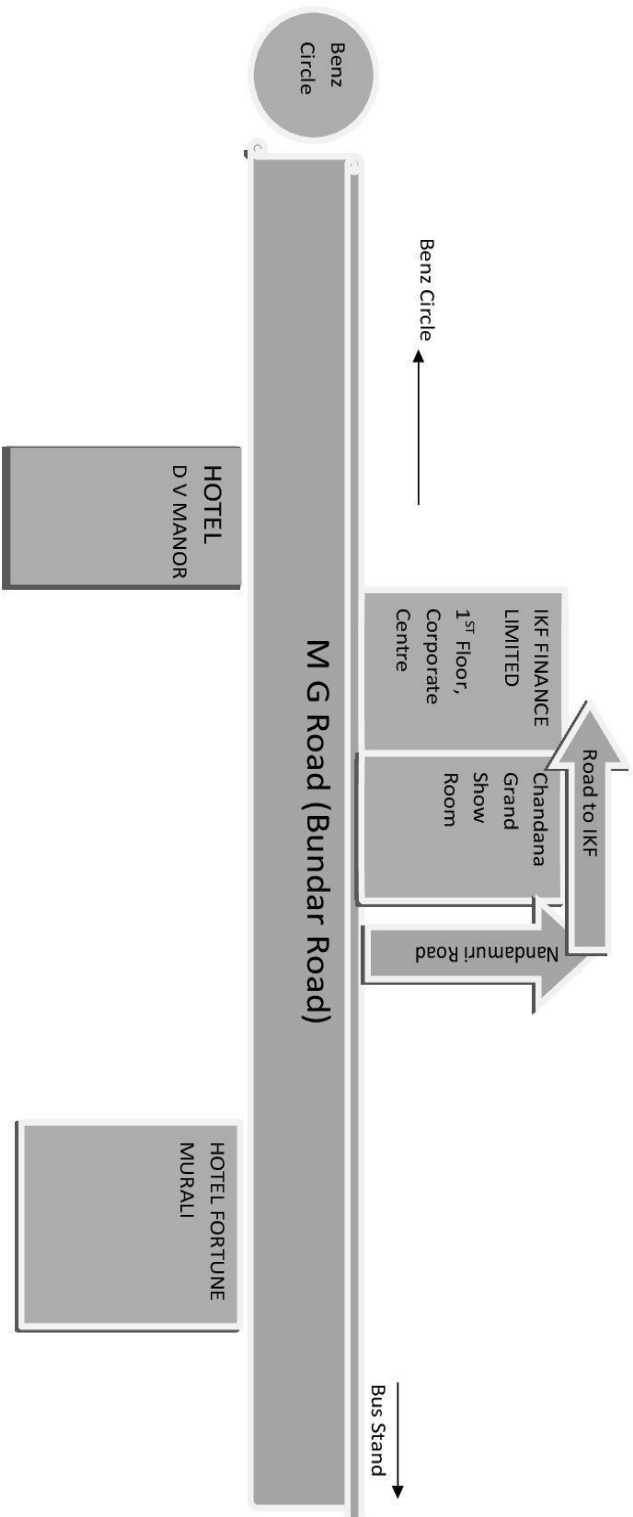 Benz
Circle
Benz Circle
IKF FINANCE
LIMITED
1ST Floor,
Corporate
Centre
Road to IKF
Chandana
Grand
Show
Room
Nandamuri Road
Bus Stand
M G Road (Bundar Road)
HOTEL
D V MANOR
HOTEL FORTUNE
MURALI